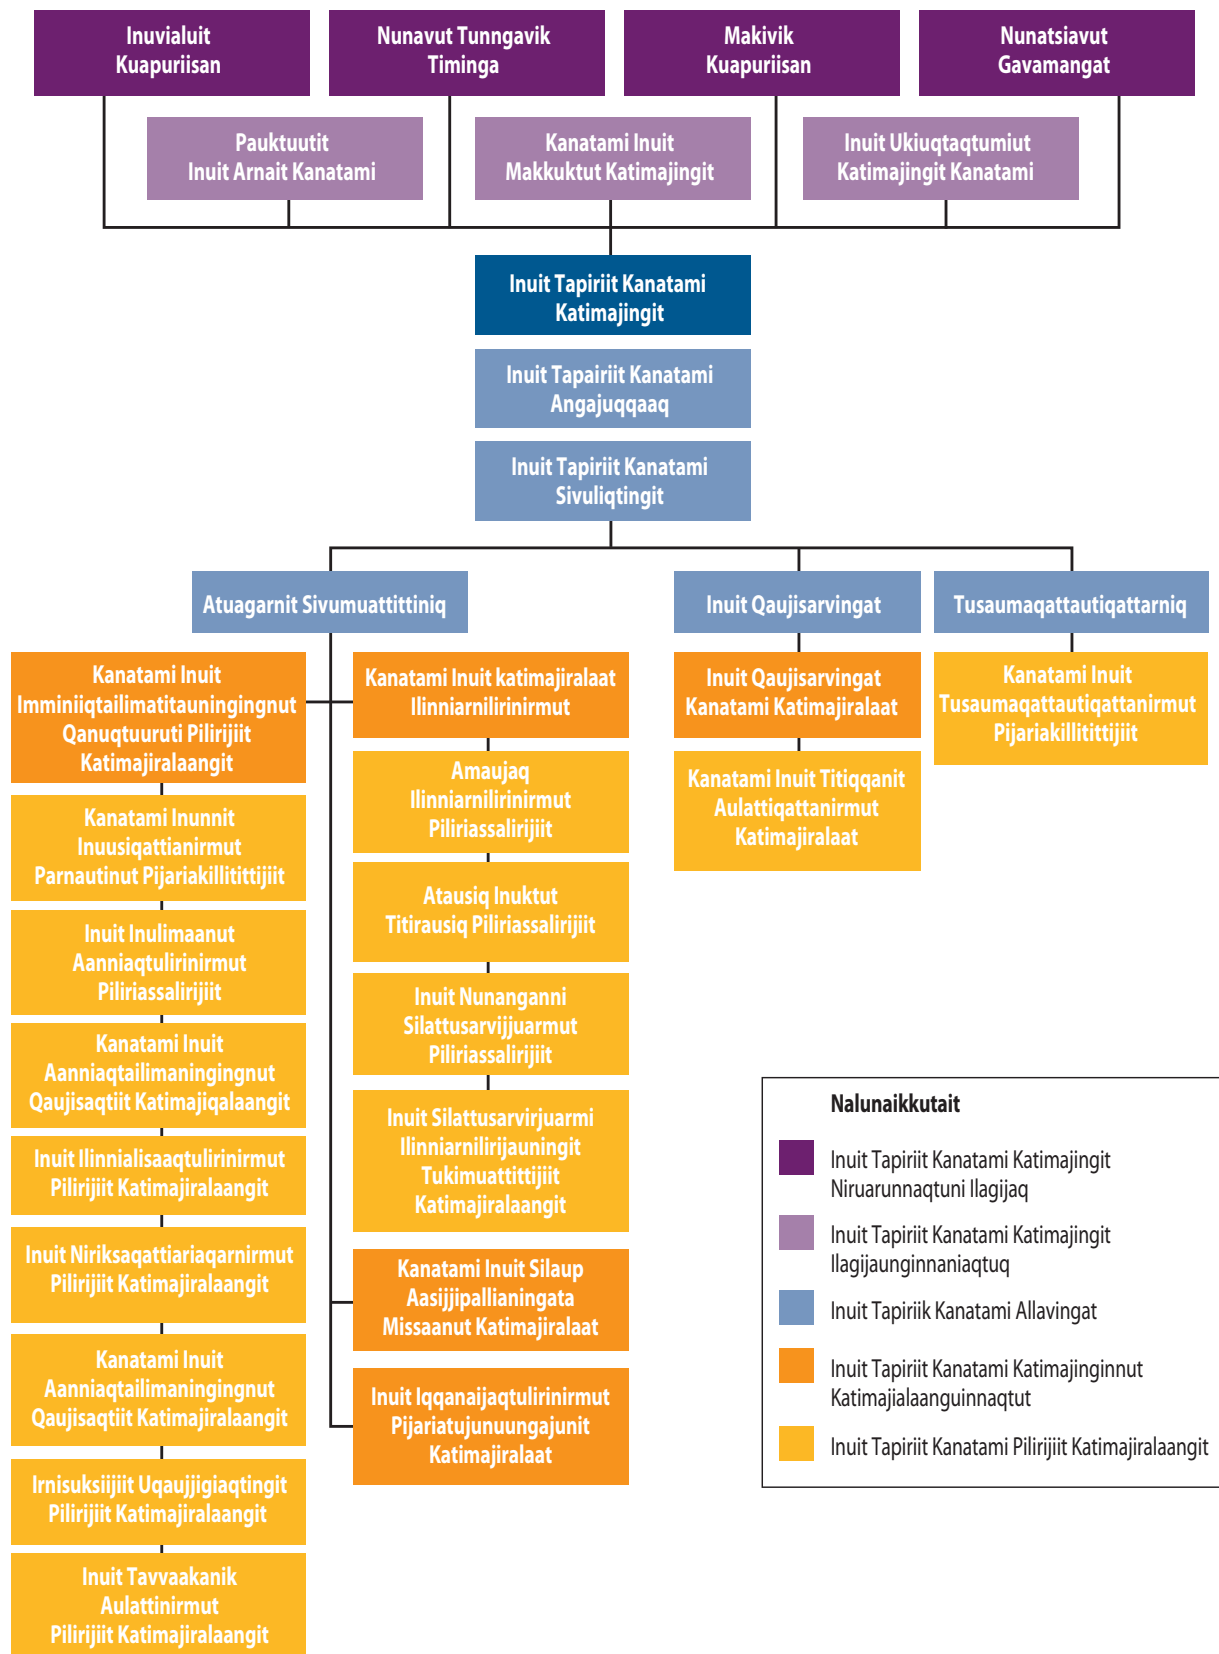 Inuvialuit
Kuapuriisan
Nunavut Tunngavik
Timinga
Makivik
Kuapuriisan
Nunatsiavut
Gavamangat
Pauktuutit
Inuit Arnait Kanatami
Kanatami Inuit
Makkuktut Katimajingit
Inuit Ukiuqtaqtumiut
Katimajingit Kanatami
Inuit Tapiriit Kanatami
Katimajingit
Inuit Tapairiit Kanatami
Angajuqqaaq
Inuit Tapiriit Kanatami
Sivuliqtingit
Atuagarnit Sivumuattittiniq
Inuit Qaujisarvingat
Tusaumaqattautiqattarniq
Kanatami Inuit
Imminiiqtailimatitauningingnut
Qanuqtuuruti Pilirijiit
Katimajiralaangit
Kanatami Inunnit
Inuusiqattianirmut
Parnautinut Pijariakillitittijiit
Inuit Inulimaanut
Aanniaqtulirinirmut
Piliriassalirijiit
Kanatami Inuit
Aanniaqtailimaningingnut
Qaujisaqtiit Katimajiqalaangit
Inuit Ilinnialisaaqtulirinirmut
Pilirijiit Katimajiralaangit
Inuit Niriksaqattiariaqarnirmut
Pilirijiit Katimajiralaangit
Kanatami Inuit
Aanniaqtailimaningingnut
Qaujisaqtiit Katimajiralaangit
Irnisuksiijiit Uqaujjigiaqtingit
Pilirijiit Katimajiralaangit
Inuit Tavvaakanik
Aulattinirmut
Pilirijiit Katimajiralaangit
Kanatami Inuit katimajiralaat
Ilinniarnilirinirmut
Amaujaq
Ilinniarnilirinirmut
Piliriassalirijiit
Atausiq Inuktut
Titirausiq Piliriassalirijiit
Inuit Nunanganni
Silattusarvijjuarmut
Piliriassalirijiit
Inuit Silattusarvirjuarmi
Ilinniarnilirijauningit
Tukimuattittijiit
Katimajiralaangit
Kanatami Inuit Silaup
Aasijjipallianingata
Missaanut Katimajiralaat
Inuit Iqqanaijaqtulirinirmut
Pijariatujunuungajunit
Katimajiralaat
Inuit Qaujisarvingat
Kanatami Katimajiralaat
Kanatami Inuit Titiqqanit
Aulattiqattanirmut
Katimajiralaat
Kanatami Inuit
Tusaumaqattautiqattanirmut
Pijariakillitittijiit
Nalunaikkutait
Inuit Tapiriit Kanatami Katimajingit
Niruarunnaqtuni Ilagijaq
Inuit Tapiriit Kanatami Katimajingit
Ilagijaunginnaniaqtuq
Inuit Tapiriik Kanatami Allavingat
Inuit Tapiriit Kanatami Katimajinginnut
Katimajialaanguinnaqtut
Inuit Tapiriit Kanatami Pilirijiit Katimajiralaangit